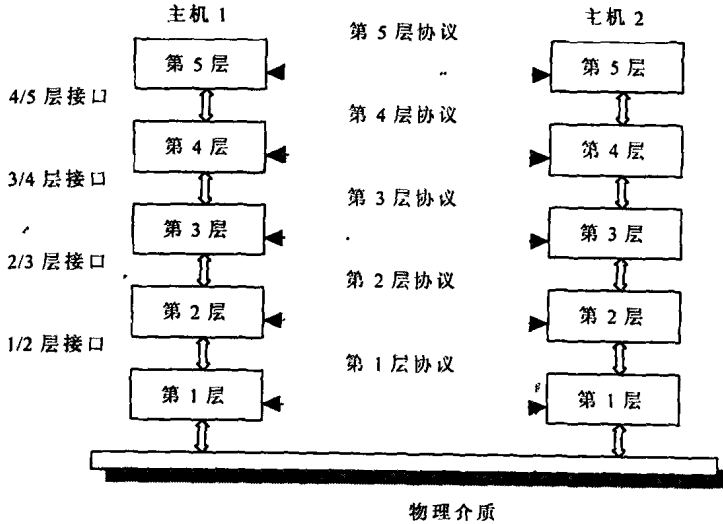 主机 1
主机 2
第 5 层协议
第 5 层
第 5 层
4/5 层接口
第 4 层协议
第 4 层
第 4 层
3/4 层接口
第 3 层协议
第 3 层
第 3 层
2/3 层接口
第 2 层协议
第 2 层
第 2 层
1/2 层接口
第 1 层协议
第 1 层
第 1 层
物理介质